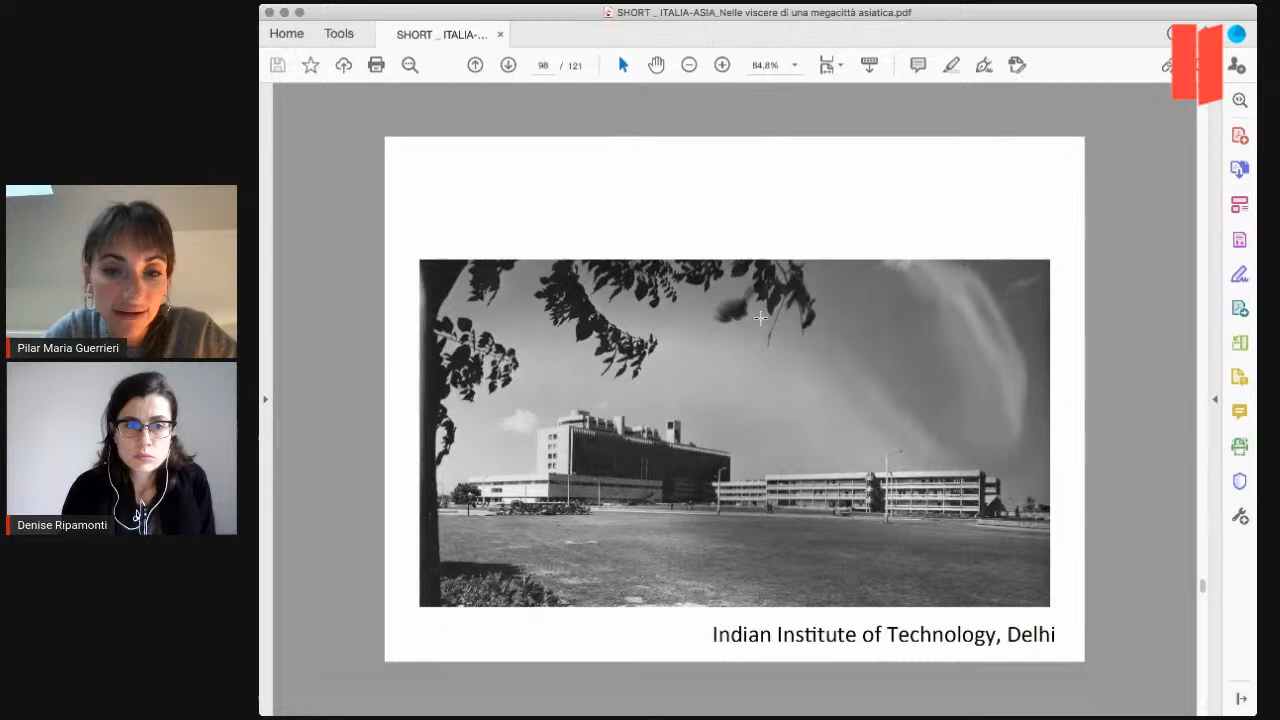 SHORT _ ITALIA-ASIA_Nelle viscere di una megacittà asiatica.pdf
Home Tools SHORT _ ITALIA-... ×
98 / 121 84,8%
Pilar Maria Guerrieri
Denise Ripamonti
Indian Institute of Technology, Delhi